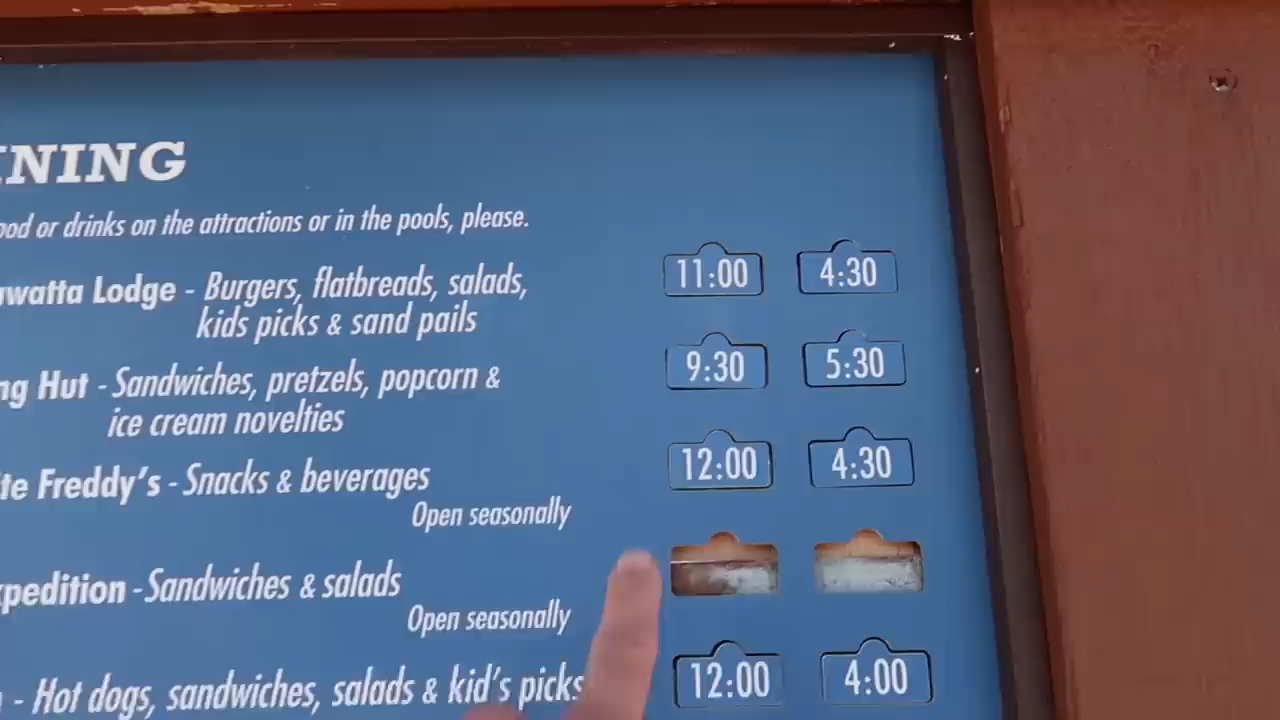 INING
ood or drinks on the attractions or in the pools, please.
watta Lodge - Burgers, flatbreads, salads, 11:00 4:30
kids picks & sand pails
ng Hut - Sandwiches, pretzels, popcorn & 9:30 5:30
ice cream novelties
te Freddy's - Snacks & beverages 12:00 4:30
Open seasonally
xpedition - Sandwiches & salads
Open seasonally
- Hot dogs, sandwiches, salads & kid's picks 12:00 4:00